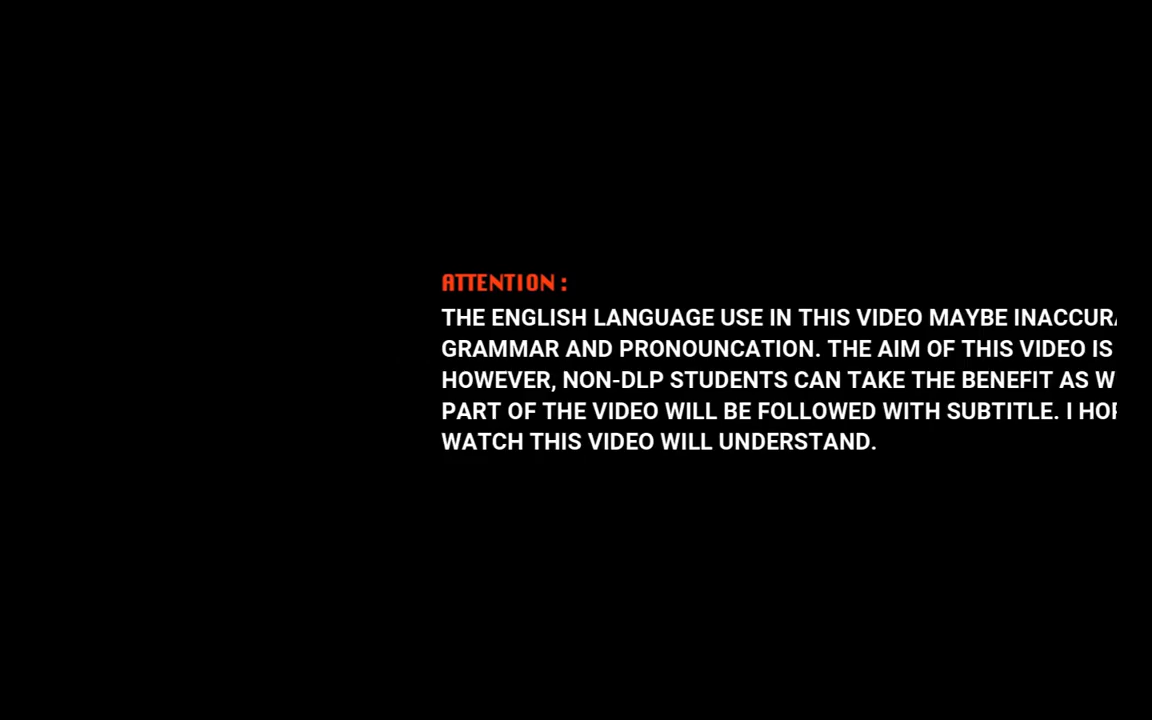 ATTENTION :
THE ENGLISH LANGUAGE USE IN THIS VIDEO MAYBE
GRAMMAR AND PRONOUNCATION. THE AIM OF THIS VIDEO IS
HOWEVER, NON-DLP STUDENTS CAN TAKE THE BENEFIT AS
PART OF THE VIDEO WILL BE FOLLOWED WITH SUBTITLE. I
WATCH THIS VIDEO WILL UNDERSTAND.